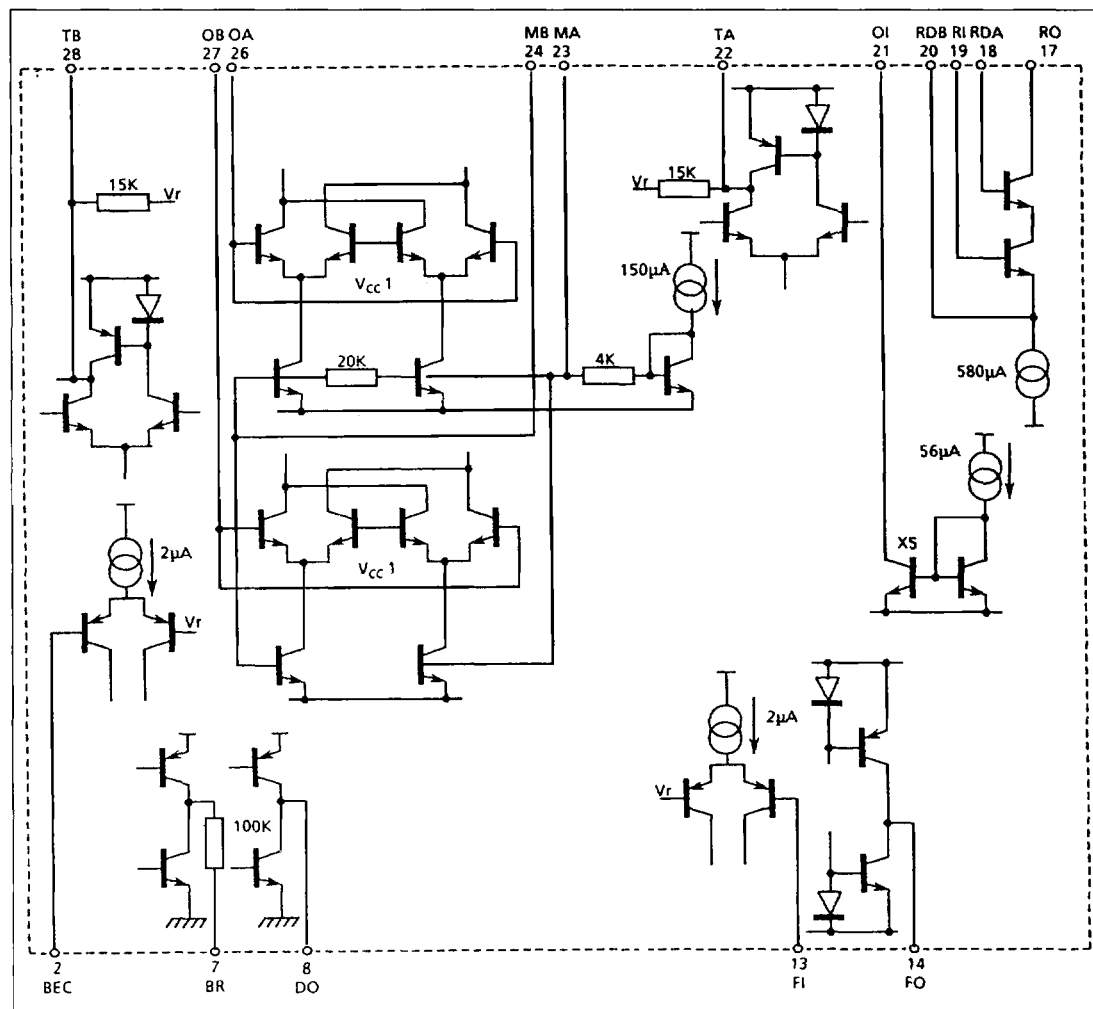 TB OB OA MB MA TA OI RDB RI RDA RO
28 27 26 24 23 22 21 20 19 18 17
15K Vr
15K
Vr
150μA
V_CC 1
20K
4K
580μA
56μA
X5
2μA
V_CC 1
Vr
2μA
Vr
100K
2 7 8 13 14
BEC BR DO FI FO